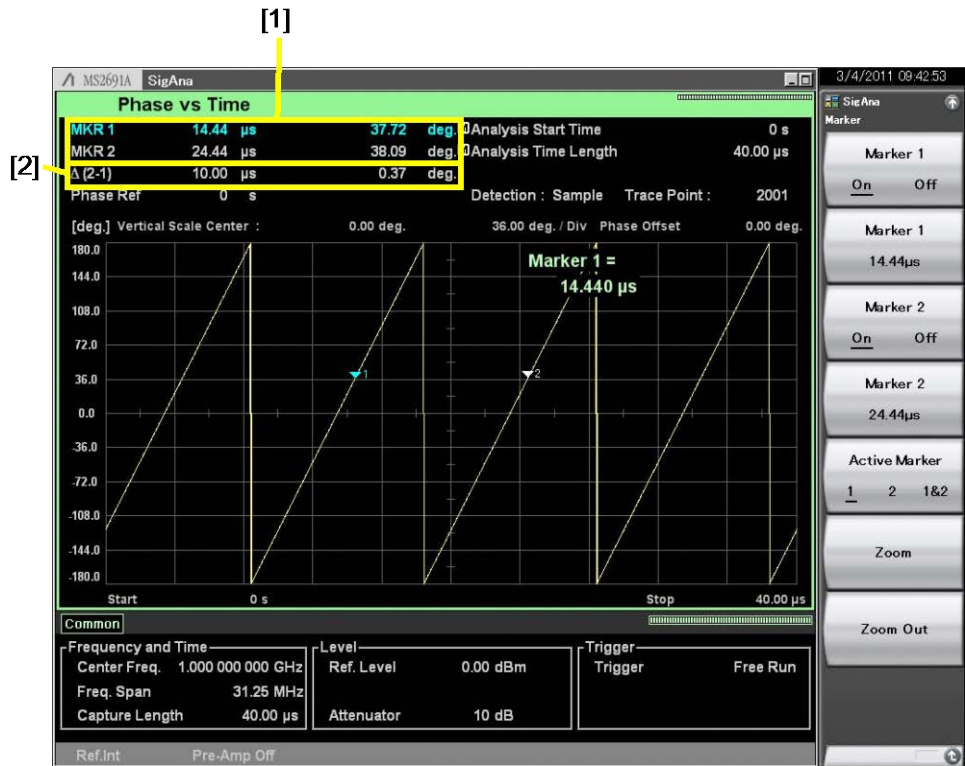 [1]
MS2691A SigAna
3/4/2011 09:42:53
Phase vs Time
MKR 1 14.44 µs 37.72 deg. Analysis Start Time 0 s
MKR 2 24.44 µs 38.09 deg. Analysis Time Length 40.00 µs
[2]
Δ (2-1) 10.00 µs 0.37 deg.
Phase Ref 0 s Detection : Sample Trace Point : 2001
[deg.] Vertical Scale Center : 0.00 deg. 36.00 deg. / Div Phase Offset 0.00 deg.
180.0
144.0
108.0
72.0
36.0
0.0
-36.0
-72.0
-108.0
-144.0
-180.0
Marker 1 =
14.440 µs
1
2
Start 0 s Stop 40.00 µs
Common
Frequency and Time
Center Freq. 1.000 000 000 GHz
Freq. Span 31.25 MHz
Capture Length 40.00 µs
Level
Ref. Level 0.00 dBm
Attenuator 10 dB
Trigger
Trigger Free Run
Ref.Int Pre-Amp Off
SigAna
Marker
Marker 1
On Off
Marker 1
14.44µs
Marker 2
On Off
Marker 2
24.44µs
Active Marker
1 2 1&2
Zoom
Zoom Out